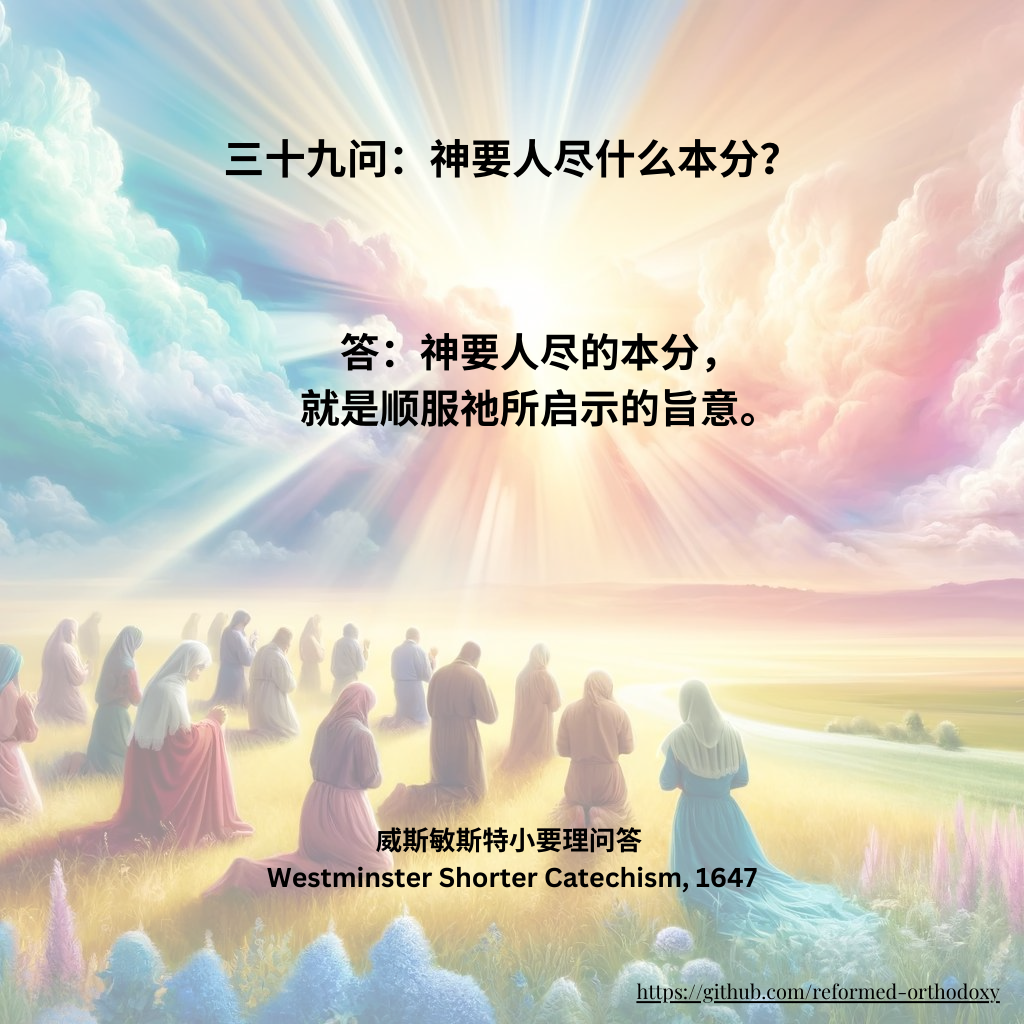 三十九问：神要人尽什么本分？
答：神要人尽的本分，
就是顺服祂所启示的旨意。
威斯敏斯特小要理问答
Westminster Shorter Catechism, 1647
https://github.com/reformed-orthodoxy